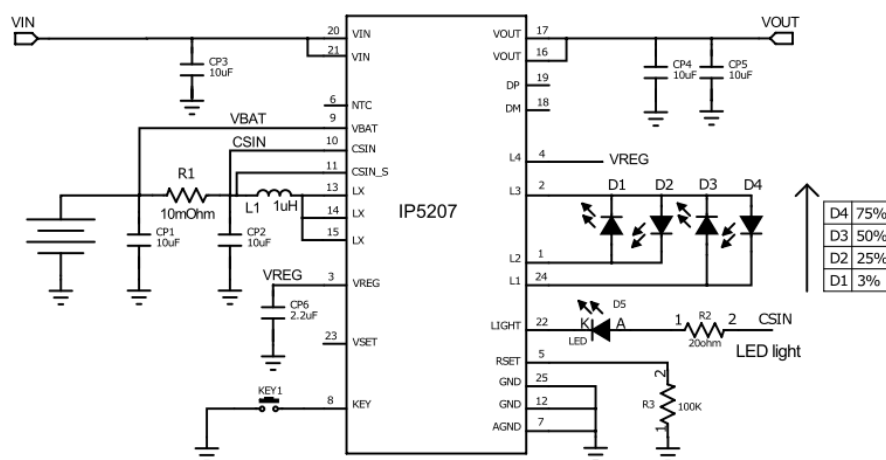 VIN
VOUT
20 VIN
21 VIN
CP3
10uF
6 NTC
VBAT
9 VBAT
CSIN
10 CSIN
11 CSIN_S
R1
10mOhm
L1 1uH
13 LX
14 LX
15 LX
CP1
10uF
CP2
10uF
VREG
3 VREG
CP6
2.2uF
23 VSET
KEY1
8 KEY
IP5207
VOUT 17
VOUT 16
CP4
10uF
CP5
10uF
DP 19
DM 18
L4 4 VREG
L3 2
D1 D2 D3 D4
L2 1
L1 24
D4 75%
D3 50%
D2 25%
D1 3%
LIGHT 22
D5
K A
LED
1 R2 2
20ohm
CSIN
LED light
RSET 5
GND 25
GND 12
AGND 7
2
R3 100K
1